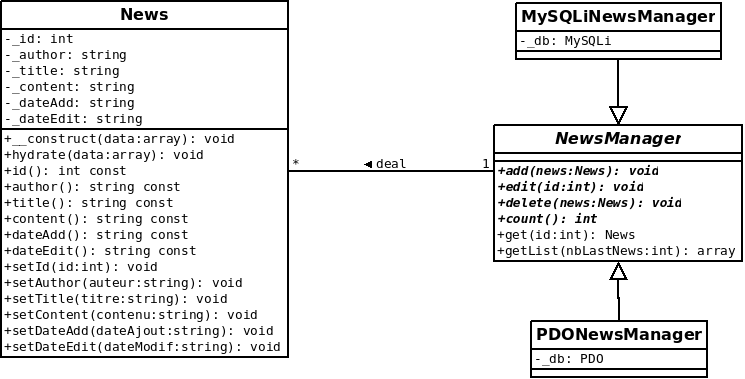 News
-_id: int
-_author: string
-_title: string
-_content: string
-_dateAdd: string
-_dateEdit: string
+__construct(data:array): void
+hydrate(data:array): void
+id(): int const
+author(): string const
+title(): string const
+content(): string const
+dateAdd(): string const
+dateEdit(): string const
+setId(id:int): void
+setAuthor(auteur:string): void
+setTitle(titre:string): void
+setContent(contenu:string): void
+setDateAdd(dateAjout:string): void
+setDateEdit(dateModif:string): void
* ◄ deal 1
MySQLiNewsManager
-_db: MySQLi
NewsManager
+add(news:News): void
+edit(id:int): void
+delete(news:News): void
+count(): int
+get(id:int): News
+getList(nbLastNews:int): array
PDONewsManager
-_db: PDO